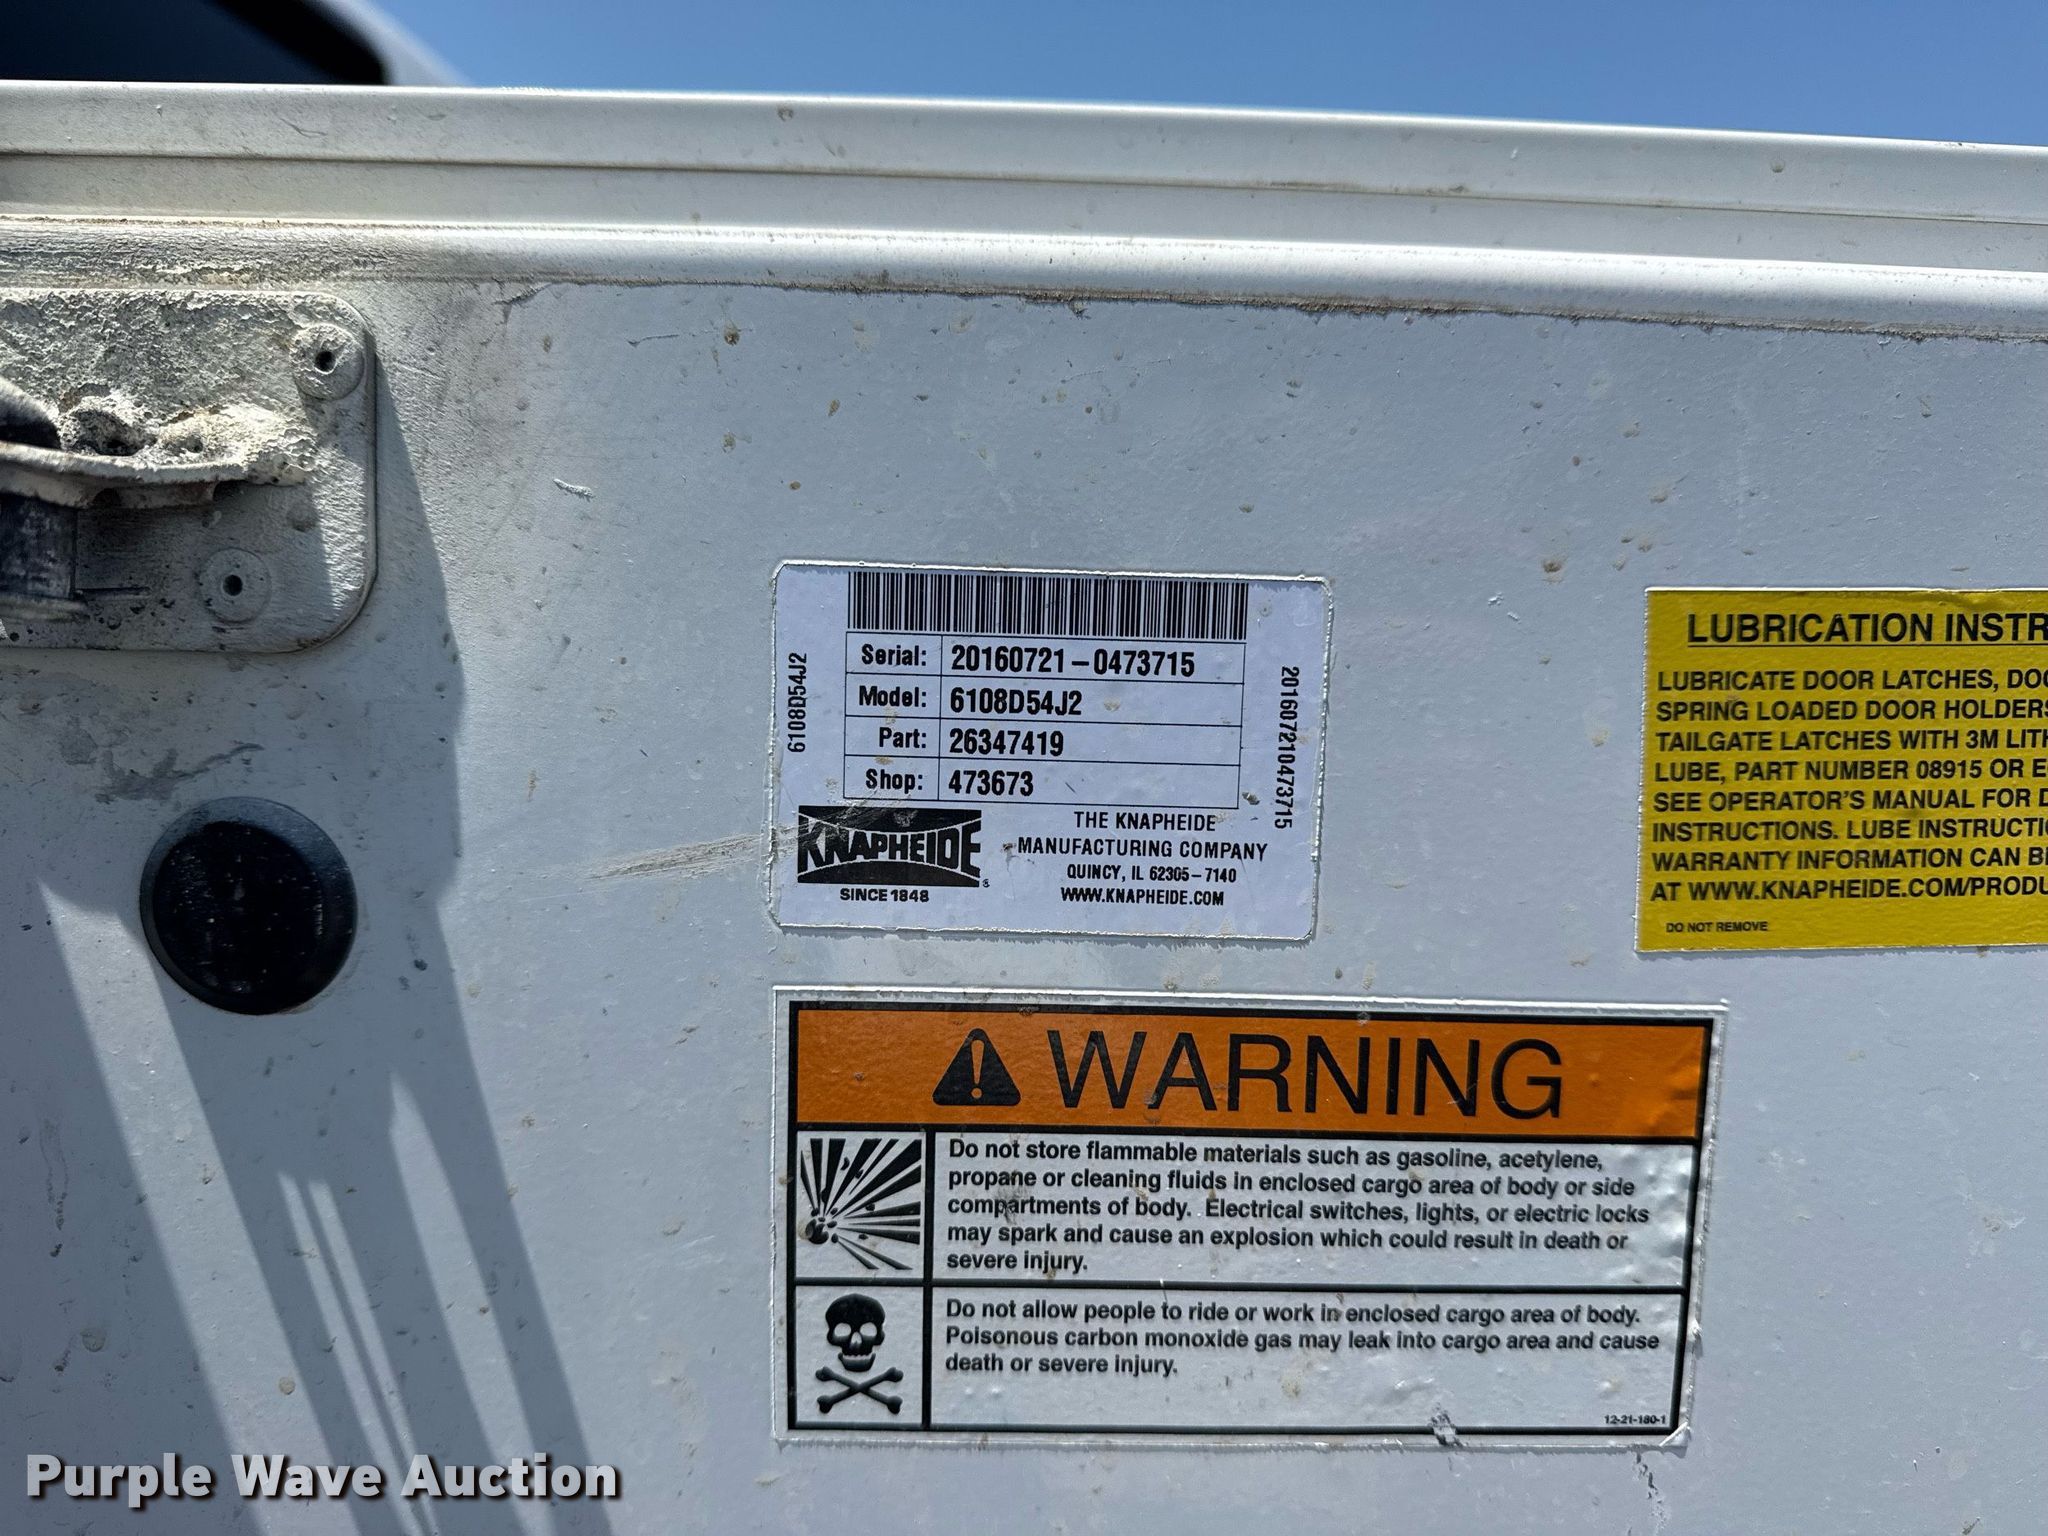 6108D54J2
Serial: 20160721-0473715
Model: 6108D54J2
Part: 26347419
Shop: 473673
201607210473715
KNAPHEIDE
SINCE 1848
THE KNAPHEIDE
MANUFACTURING COMPANY
QUINCY, IL 62305-7140
WWW.KNAPHEIDE.COM
LUBRICATION
LUBRICATE DOOR LATCHES,
SPRING LOADED DOOR
TAILGATE LATCHES WITH 3M
LUBE, PART NUMBER 08915 OR
SEE OPERATOR'S MANUAL FOR
INSTRUCTIONS. LUBE
WARRANTY INFORMATION CAN
AT WWW.KNAPHEIDE.COM/PRODU
DO NOT REMOVE
WARNING
Do not store flammable materials such as gasoline, acetylene,
propane or cleaning fluids in enclosed cargo area of body or side
compartments of body. Electrical switches, lights, or electric locks
may spark and cause an explosion which could result in death or
severe injury.
Do not allow people to ride or work in enclosed cargo area of body.
Poisonous carbon monoxide gas may leak into cargo area and cause
death or severe injury.
12-21-180-1
Purple Wave Auction